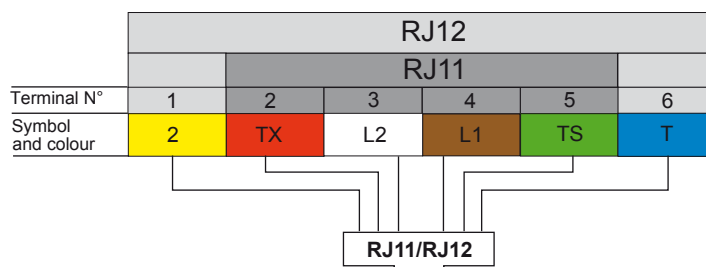 RJ12
RJ11
Terminal N° 1 2 3 4 5 6
Symbol
and colour 2 TX L2 L1 TS T
RJ11/RJ12